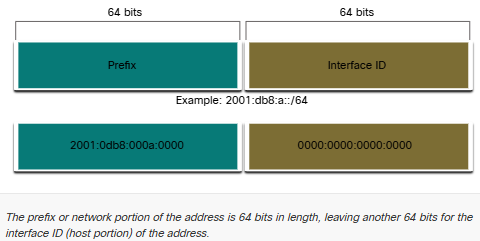 64 bits 64 bits
Prefix Interface ID
Example: 2001:db8:a::/64
2001:0db8:000a:0000 0000:0000:0000:0000
The prefix or network portion of the address is 64 bits in length, leaving another 64 bits for the
interface ID (host portion) of the address.